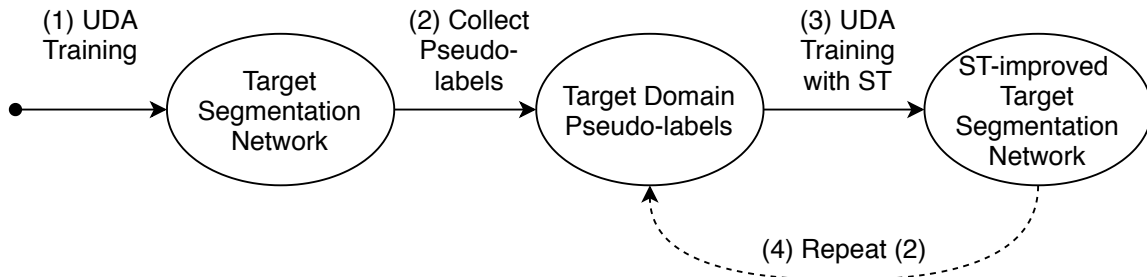 (1) UDA
Training
Target
Segmentation
Network
(2) Collect
Pseudo-
labels
Target Domain
Pseudo-labels
(3) UDA
Training
with ST
ST-improved
Target
Segmentation
Network
(4) Repeat (2)